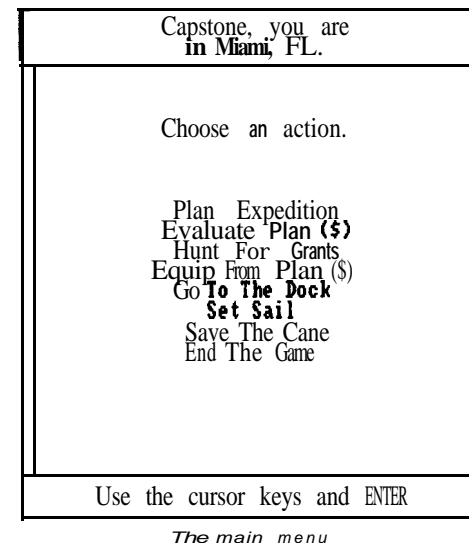 Capstone, you are
in Miami, FL.
Choose an action.
Plan Expedition
Evaluate Plan ($)
Hunt For Grants
Equip From Plan ($)
Go To The Dock
Set Sail
Save The Cane
End The Game
Use the cursor keys and ENTER
The main menu